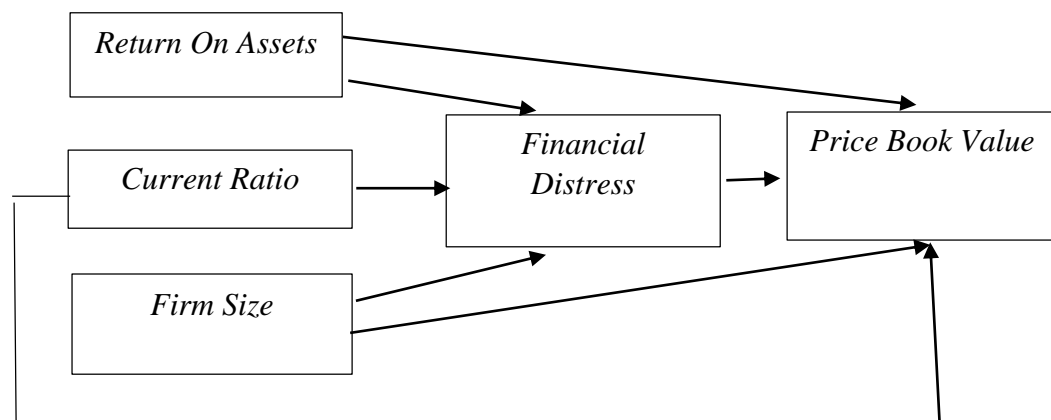 Return On Assets
Financial
Distress
Price Book Value
Current Ratio
Firm Size